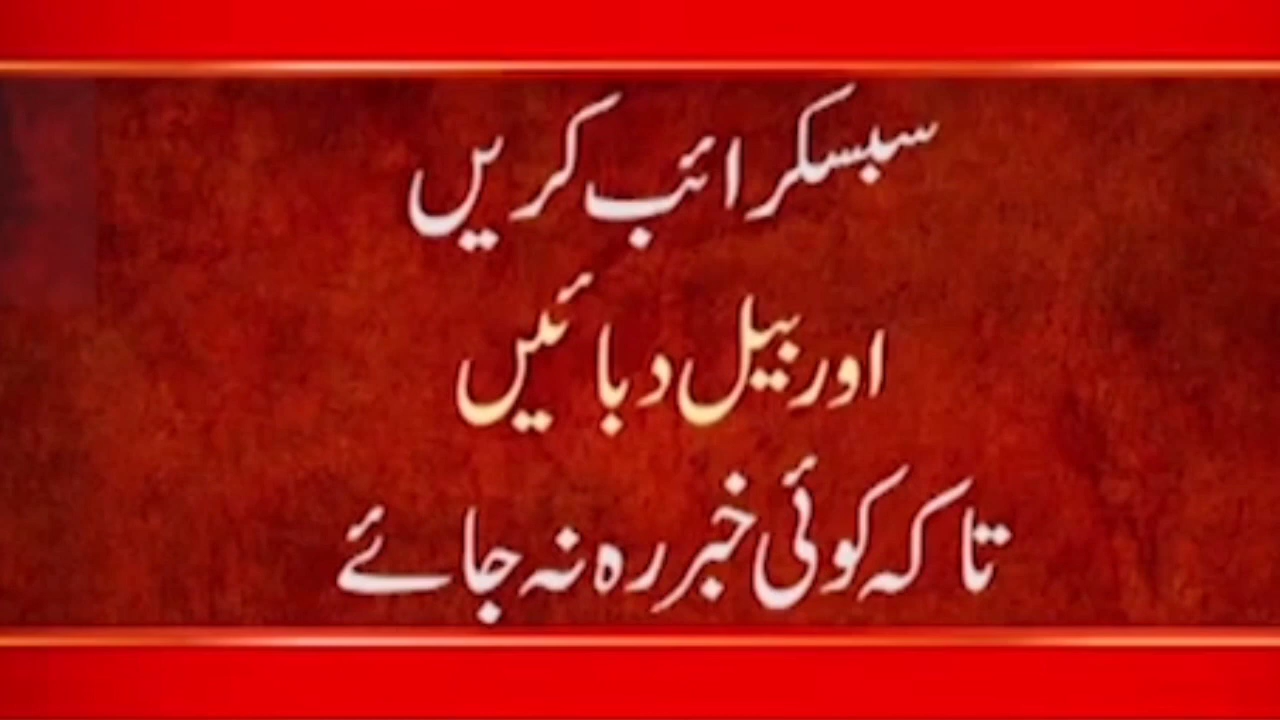 سبسکرائب کریں
اور بیل دبائیں
تاکہ کوئی خبر رہ نہ جائے